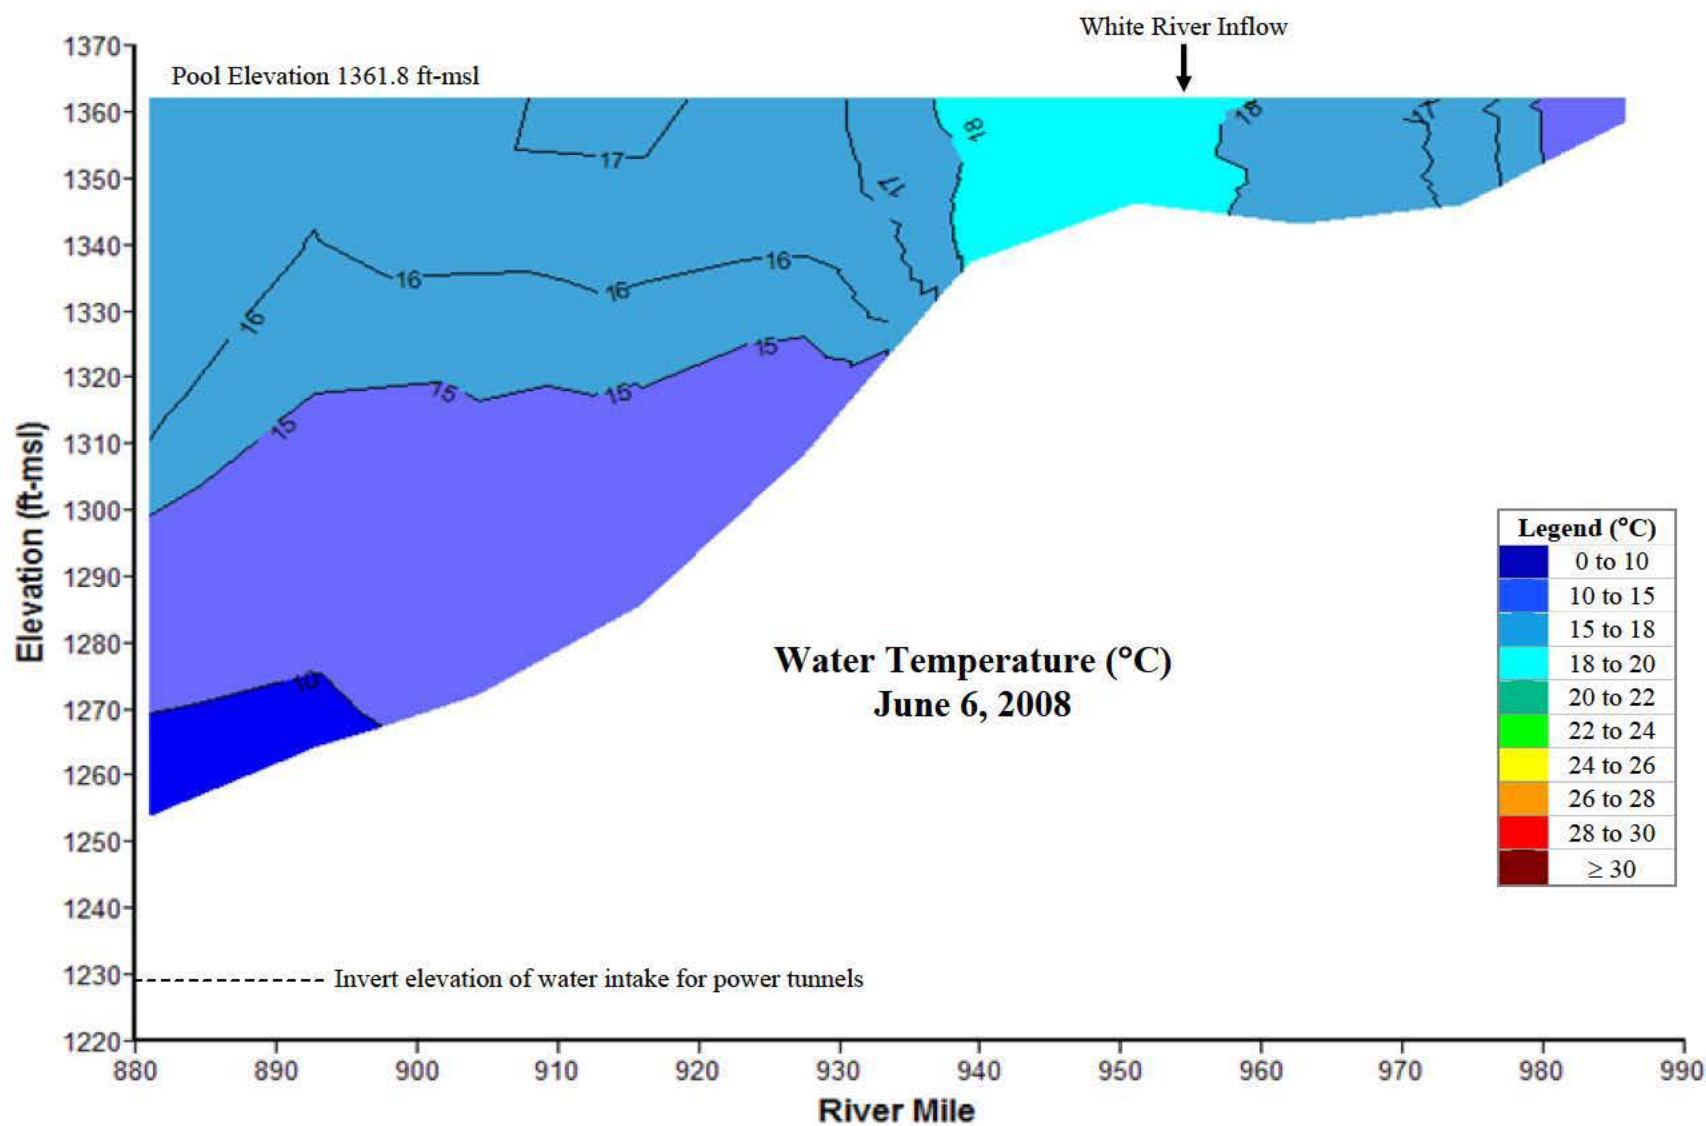 White River Inflow
Pool Elevation 1361.8 ft-msl
1370
1360
1350
1340
1330
1320
1310
1300
1290
1280
1270
1260
1250
1240
1230
1220
Elevation (ft-msl)
18
18
17
17
17
16
16
16
16
15
15
15
15
10
Water Temperature (°C)
June 6, 2008
Legend (°C)
0 to 10
10 to 15
15 to 18
18 to 20
20 to 22
22 to 24
24 to 26
26 to 28
28 to 30
≥ 30
Invert elevation of water intake for power tunnels
880 890 900 910 920 930 940 950 960 970 980 990
River Mile